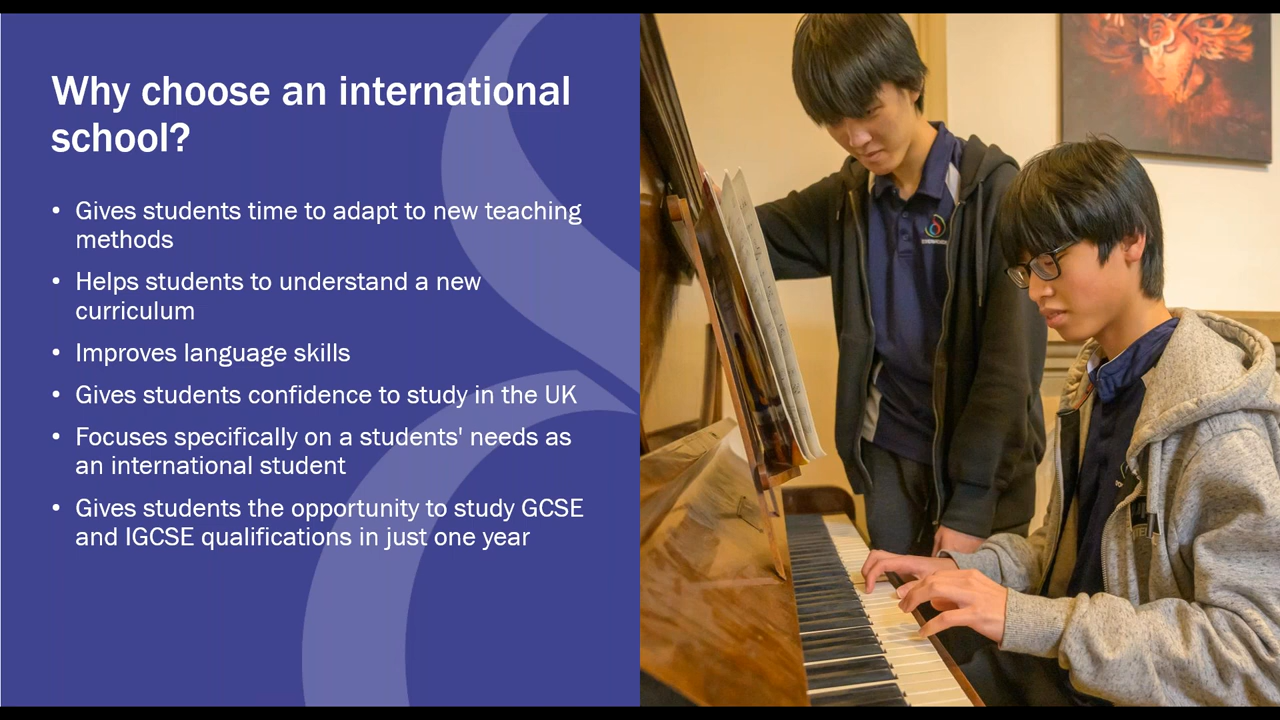 Why choose an international
school?
• Gives students time to adapt to new teaching
methods
• Helps students to understand a new
curriculum
• Improves language skills
• Gives students confidence to study in the UK
• Focuses specifically on a students' needs as
an international student
• Gives students the opportunity to study GCSE
and IGCSE qualifications in just one year